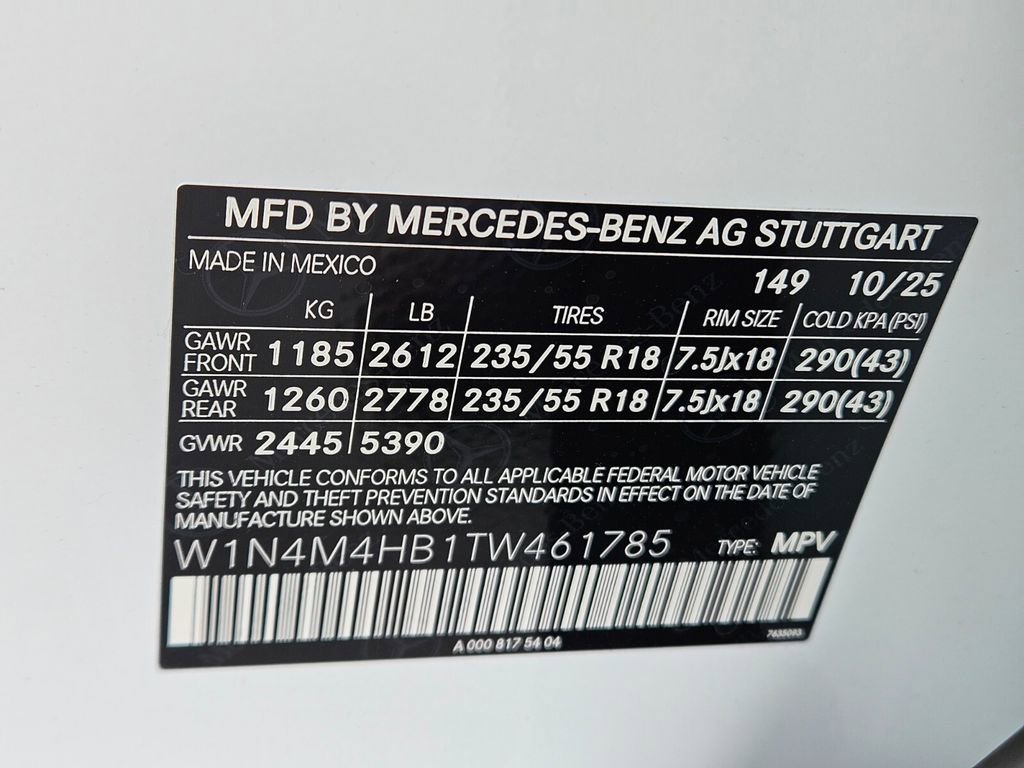 MFD BY MERCEDES-BENZ AG STUTTGART
MADE IN MEXICO 149 10/25
KG LB TIRES RIM SIZE COLD KPA(PSI)
GAWR FRONT 1185 2612 235/55 R18 7.5Jx18 290(43)
GAWR REAR 1260 2778 235/55 R18 7.5Jx18 290(43)
GVWR 2445 5390
THIS VEHICLE CONFORMS TO ALL APPLICABLE FEDERAL MOTOR VEHICLE
SAFETY AND THEFT PREVENTION STANDARDS IN EFFECT ON THE DATE OF
MANUFACTURE SHOWN ABOVE.
W1N4M4HB1TW461785 TYPE: MPV
A 000 817 54 04 7635093